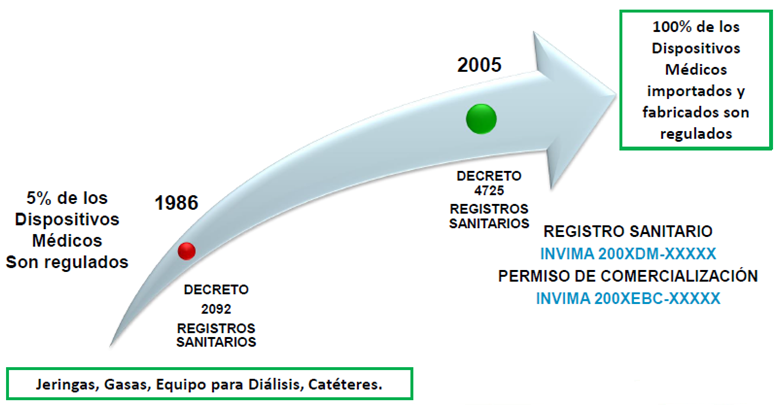 5% de los
Dispositivos
Médicos
Son regulados
1986
DECRETO
2092
REGISTROS
SANITARIOS
Jeringas, Gasas, Equipo para Diálisis, Catéteres.
2005
DECRETO
4725
REGISTROS
SANITARIOS
100% de los
Dispositivos
Médicos
importados y
fabricados son
regulados
REGISTRO SANITARIO
INVIMA 200XDM-XXXXX
PERMISO DE COMERCIALIZACIÓN
INVIMA 200XEBC-XXXXX